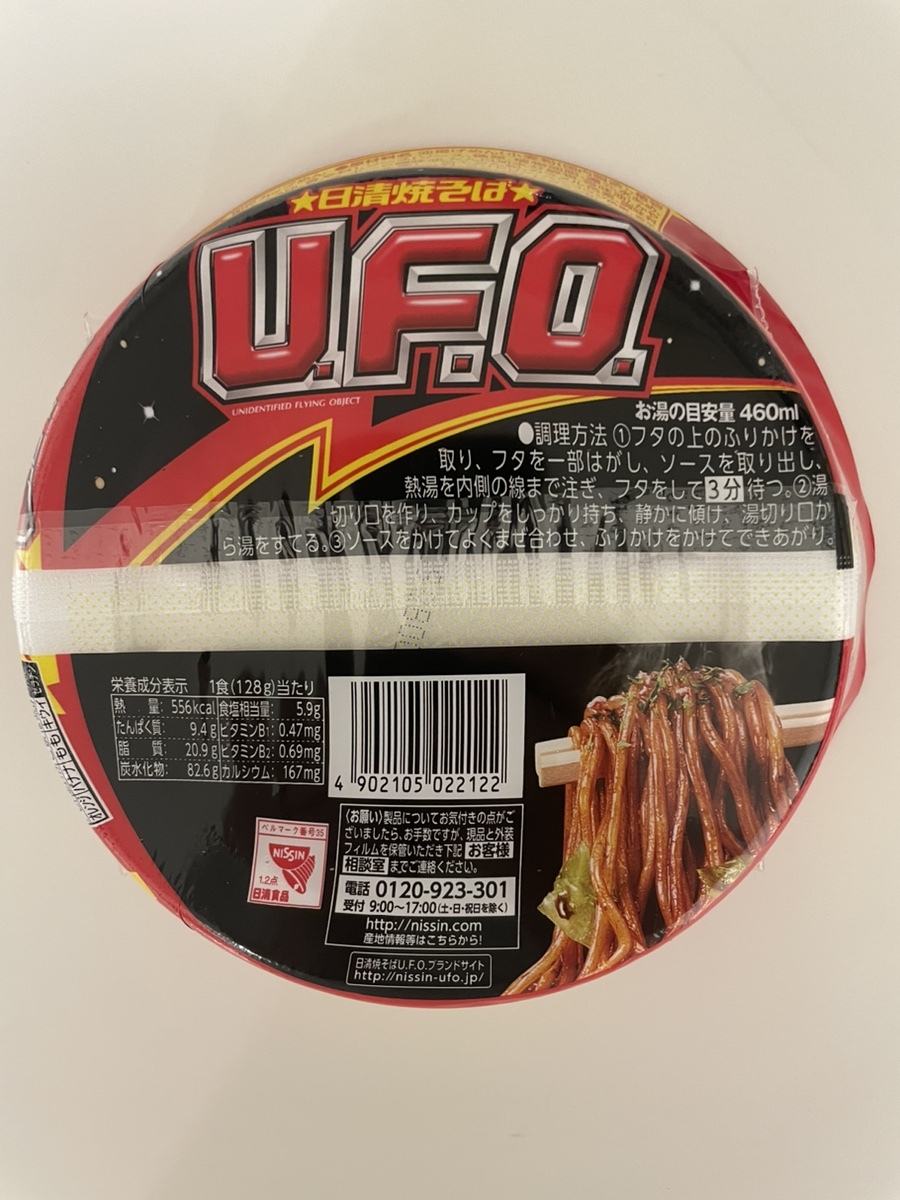 ★日清焼そば★
U.F.O.
UNIDENTIFIED FLYING OBJECT
お湯の目安量 460ml
●調理方法 ①フタの上のふりかけを
取り、フタを一部はがし、ソースを取り出し、
熱湯を内側の線まで注ぎ、フタをして3分待つ。②湯
切り口を作り、カップをしっかり持ち、静かに傾け、湯切り口か
ら湯をすてる。③ソースをかけてよくまぜ合わせ、ふりかけをかけてできあがり。
栄養成分表示 1食(128g)当たり
熱量: 556kcal 食塩相当量: 5.9g
たんぱく質: 9.4g ビタミンB1: 0.47mg
脂質: 20.9g ビタミンB2: 0.69mg
炭水化物: 82.6g カルシウム: 167mg
4 902105 022122
〈お願い〉製品についてお気付きの点がご
ざいましたら、お手数ですが、現品と外装
フィルムを保管いただき下記 お客様
相談室 までご連絡ください。
電話 0120-923-301
受付 9:00〜17:00(土・日・祝日を除く)
http://nissin.com
産地情報等はこちらから!
日清焼そばU.F.O.ブランドサイト
http://nissin-ufo.jp/
ベルマーク番号35
NISSIN
1.2点
日清食品